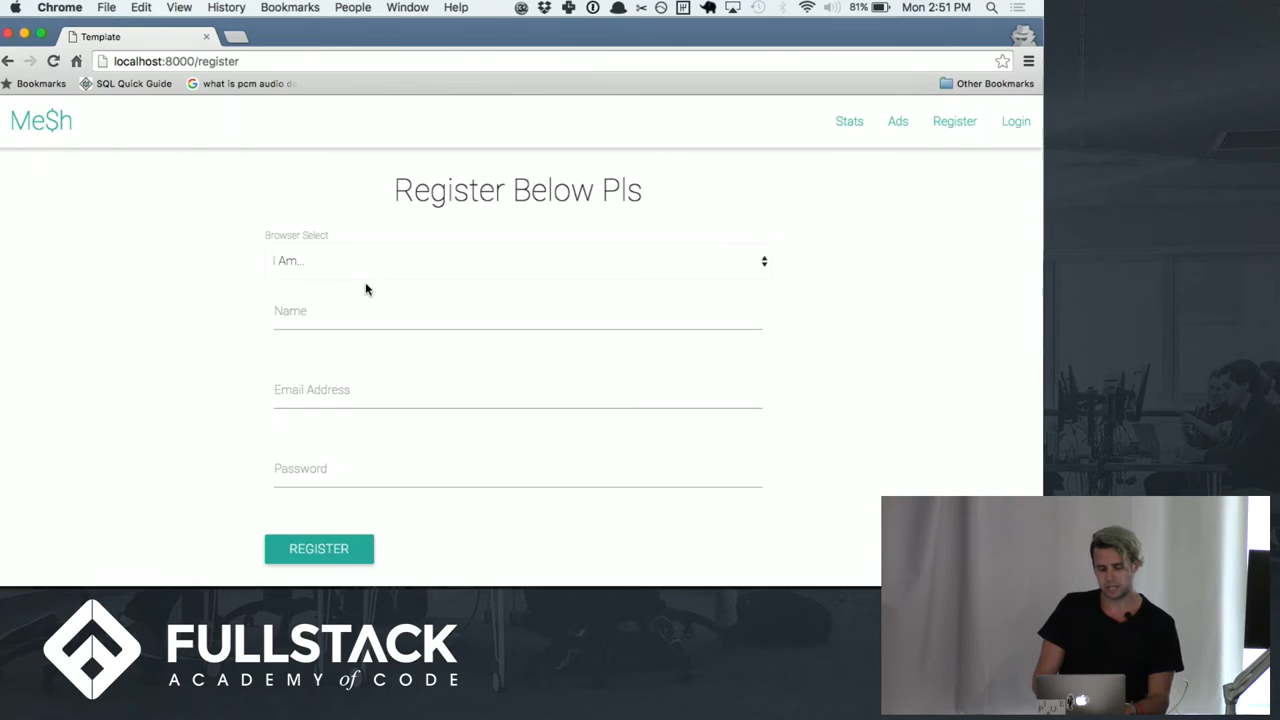 Chrome File Edit View History Bookmarks People Window Help 81% Mon 2:51 PM
Template
localhost:8000/register
Bookmarks SQL Quick Guide what is pcm audio da Other Bookmarks
Me$h Stats Ads Register Login
Register Below Pls
Browser Select
I Am...
Name
Email Address
Password
REGISTER
FULLSTACK
ACADEMY of CODE